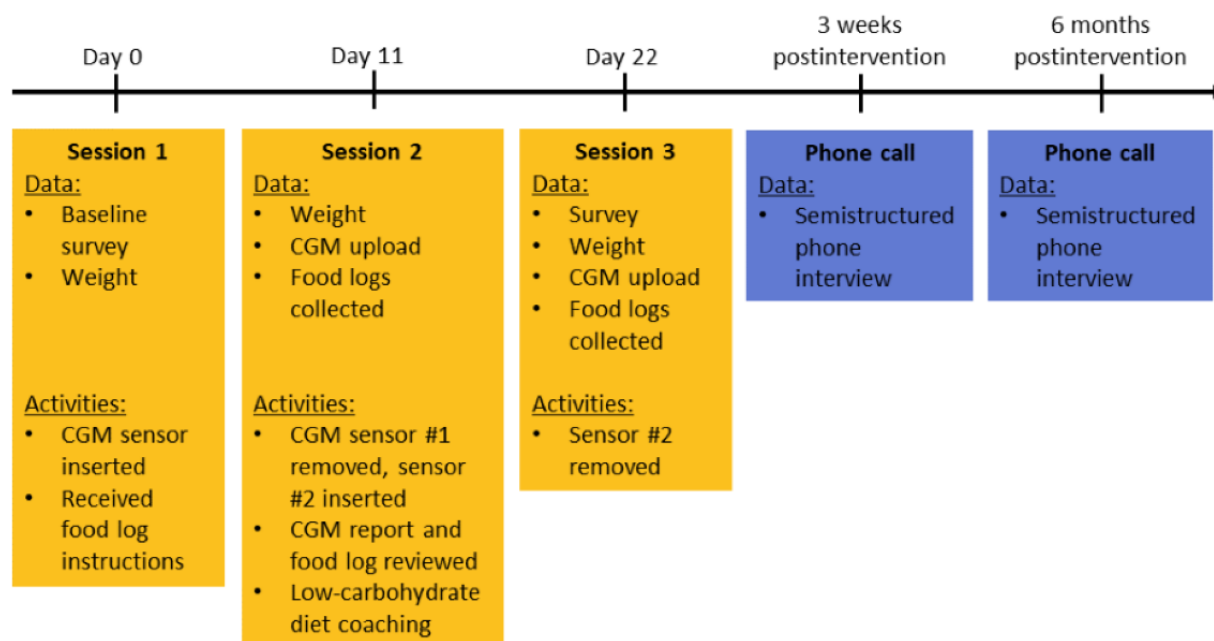 Day 0
Day 11
Day 22
3 weeks
postintervention
6 months
postintervention
Session 1
Data:
• Baseline
survey
• Weight
Activities:
• CGM sensor
inserted
• Received
food log
instructions
Session 2
Data:
• Weight
• CGM upload
• Food logs
collected
Activities:
• CGM sensor #1
removed, sensor
#2 inserted
• CGM report and
food log reviewed
• Low-carbohydrate
diet coaching
Session 3
Data:
• Survey
• Weight
• CGM upload
• Food logs
collected
Activities:
• Sensor #2
removed
Phone call
Data:
• Semistructured
phone
interview
Phone call
Data:
• Semistructured
phone
interview